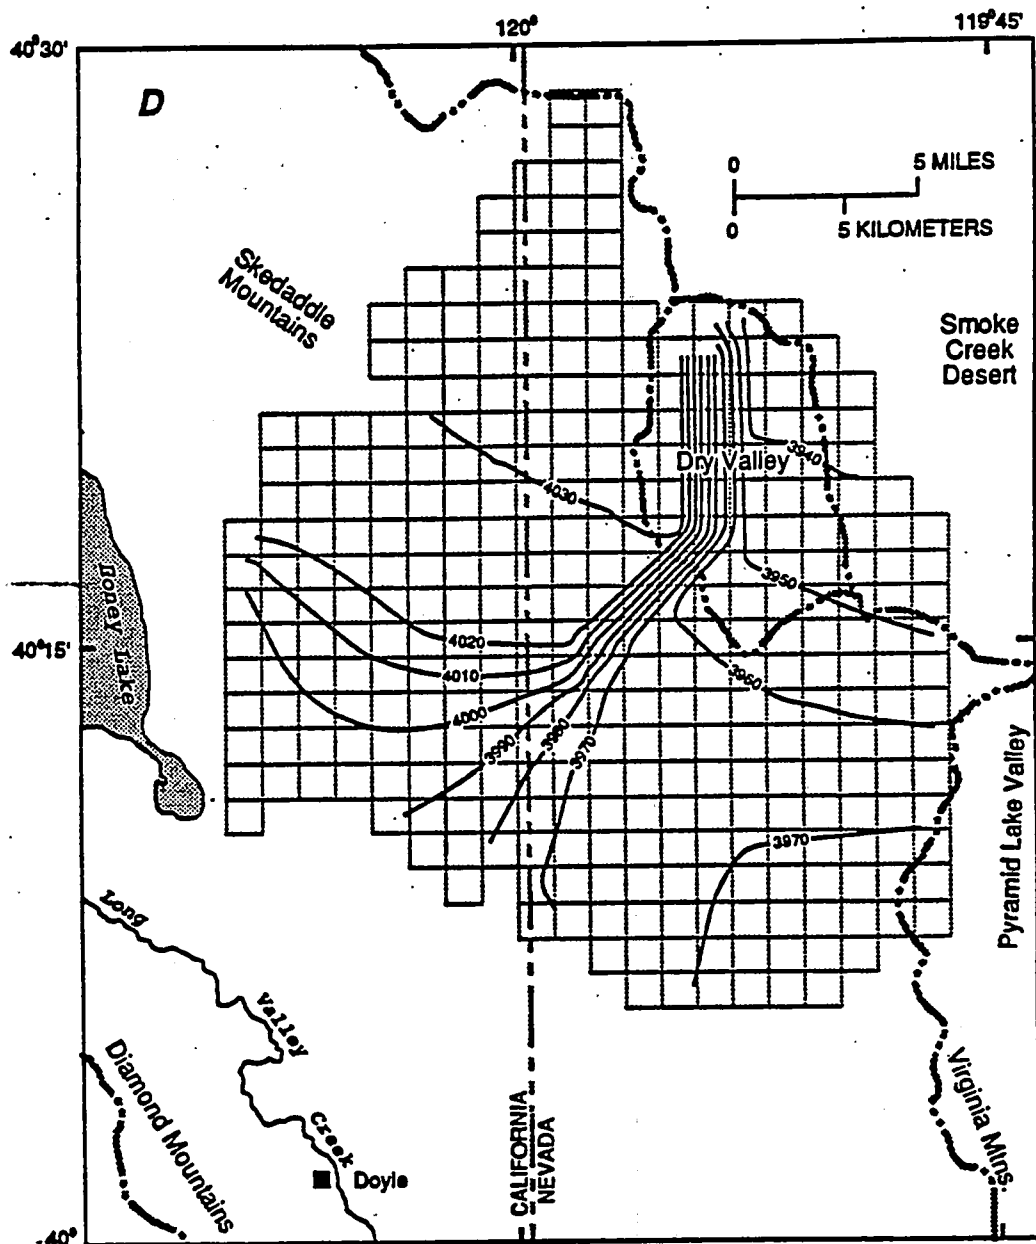 120°
119°45'
40°30'
D
0 5 MILES
0 5 KILOMETERS
Skedaddle
Mountains
Smoke
Creek
Desert
3940
Dry Valley
4030
3950
Honey Lake
4020
40°15'
4010
3960
4000
3990
3980
3970
3970
Pyramid Lake Valley
Long
Valley
Creek
Diamond Mountains
Virginia Mtns.
CALIFORNIA
NEVADA
Doyle
40°